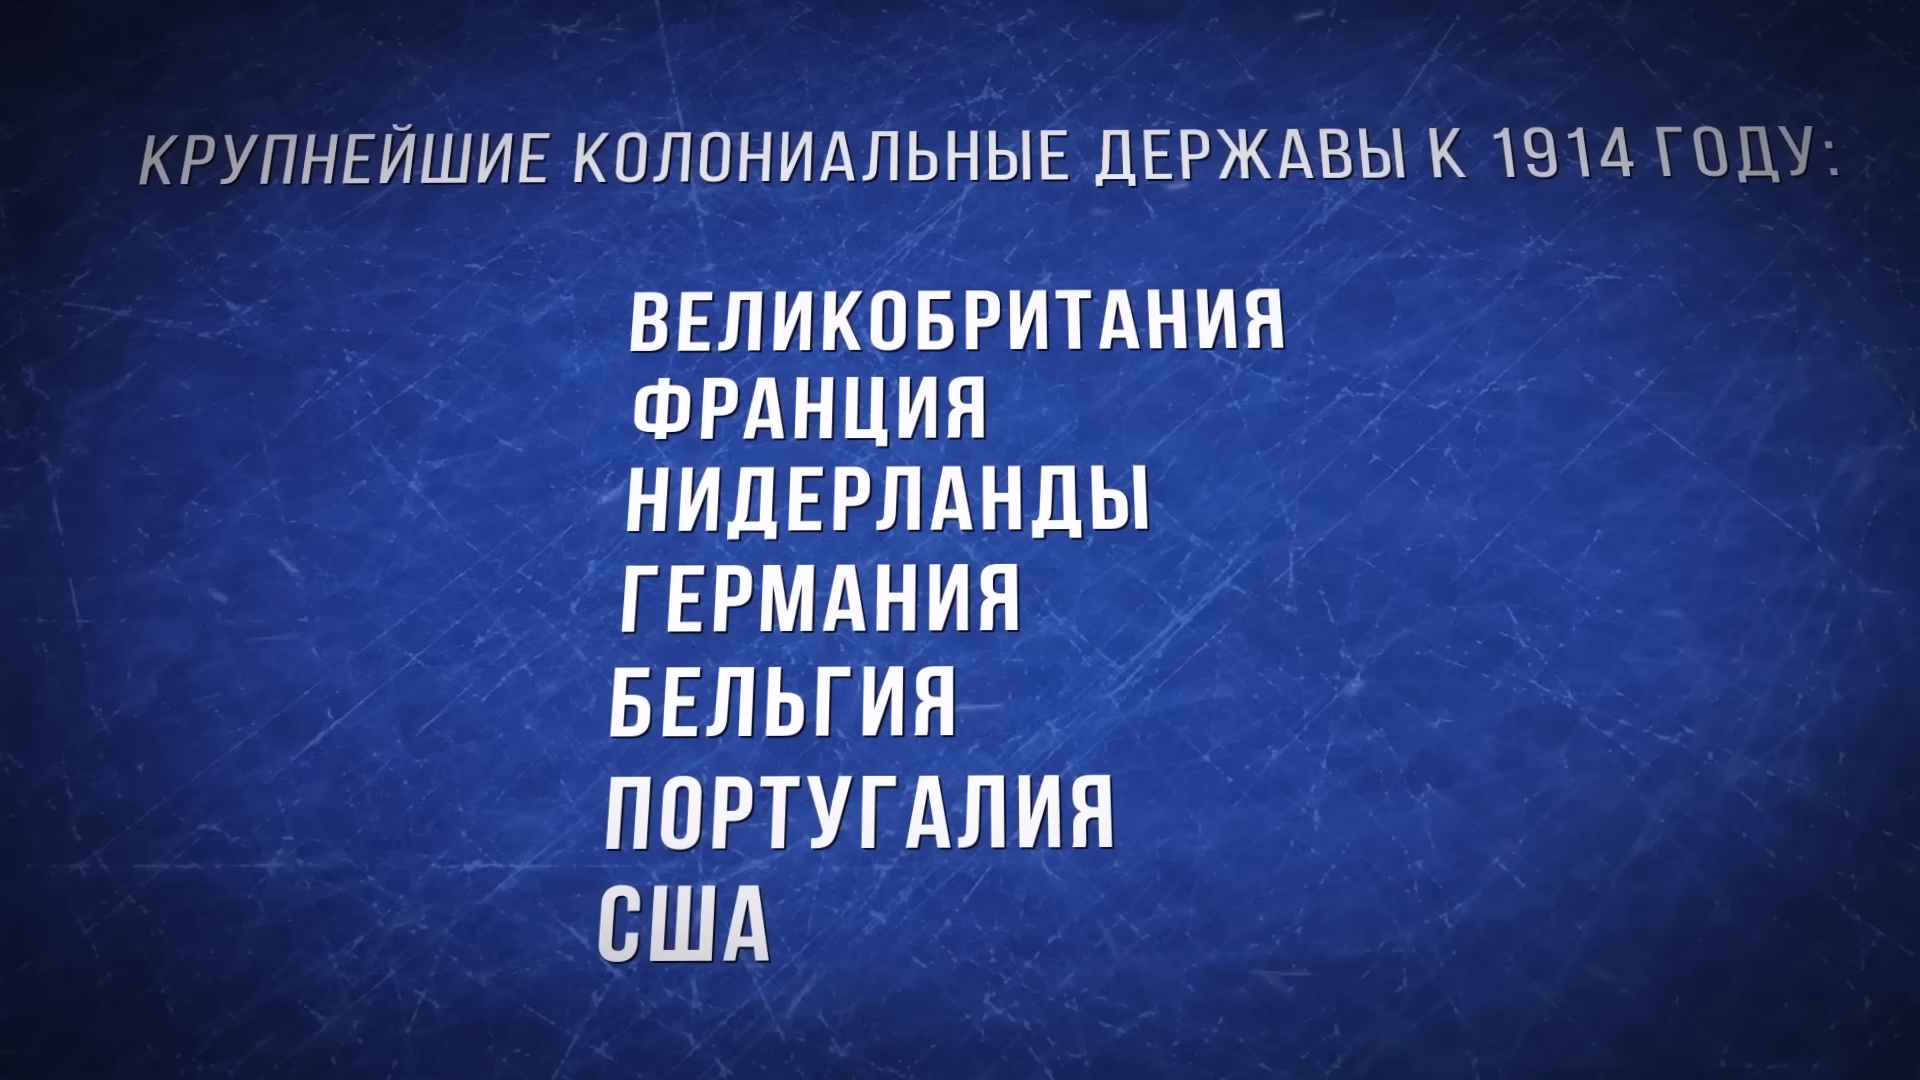 КРУПНЕЙШИЕ КОЛОНИАЛЬНЫЕ ДЕРЖАВЫ К 1914 ГОДУ:
ВЕЛИКОБРИТАНИЯ
ФРАНЦИЯ
НИДЕРЛАНДЫ
ГЕРМАНИЯ
БЕЛЬГИЯ
ПОРТУГАЛИЯ
США